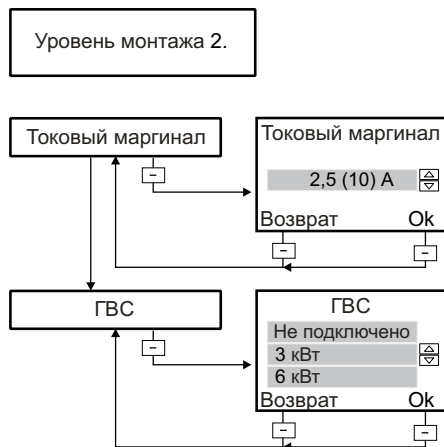 Уровень монтажа 2.
Токовый маргинал
Токовый маргинал
2,5 (10) А
Возврат Ok
ГВС
ГВС
Не подключено
3 кВт
6 кВт
Возврат Ok